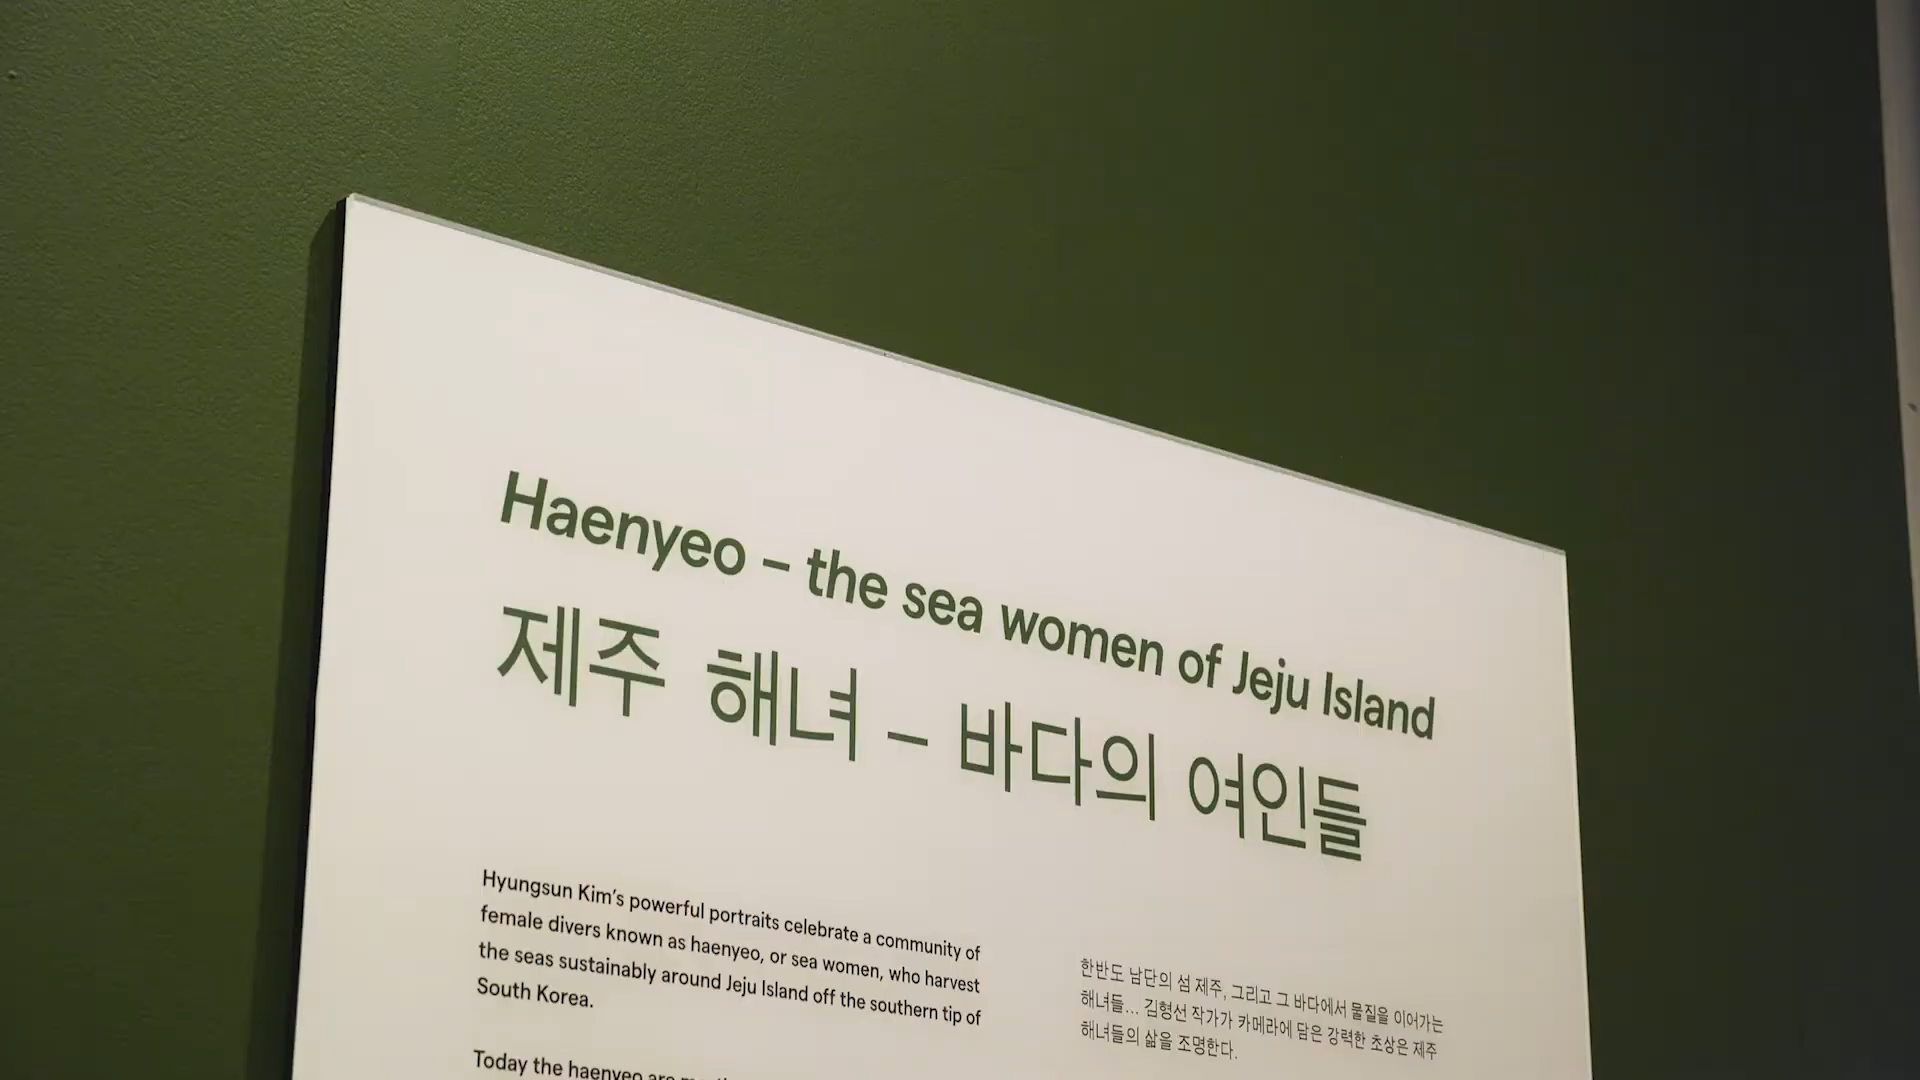 Haenyeo – the sea women of Jeju Island
제주 해녀 – 바다의 여인들
Hyungsun Kim's powerful portraits celebrate a community of
female divers known as haenyeo, or sea women, who harvest
the seas sustainably around Jeju Island off the southern tip of
South Korea.
Today the haenyeo are
한반도 남단의 섬 제주, 그리고 그 바다에서 물질을 이어가는
해녀들... 김형선 작가가 카메라에 담은 강력한 초상은 제주
해녀들의 삶을 조명한다.